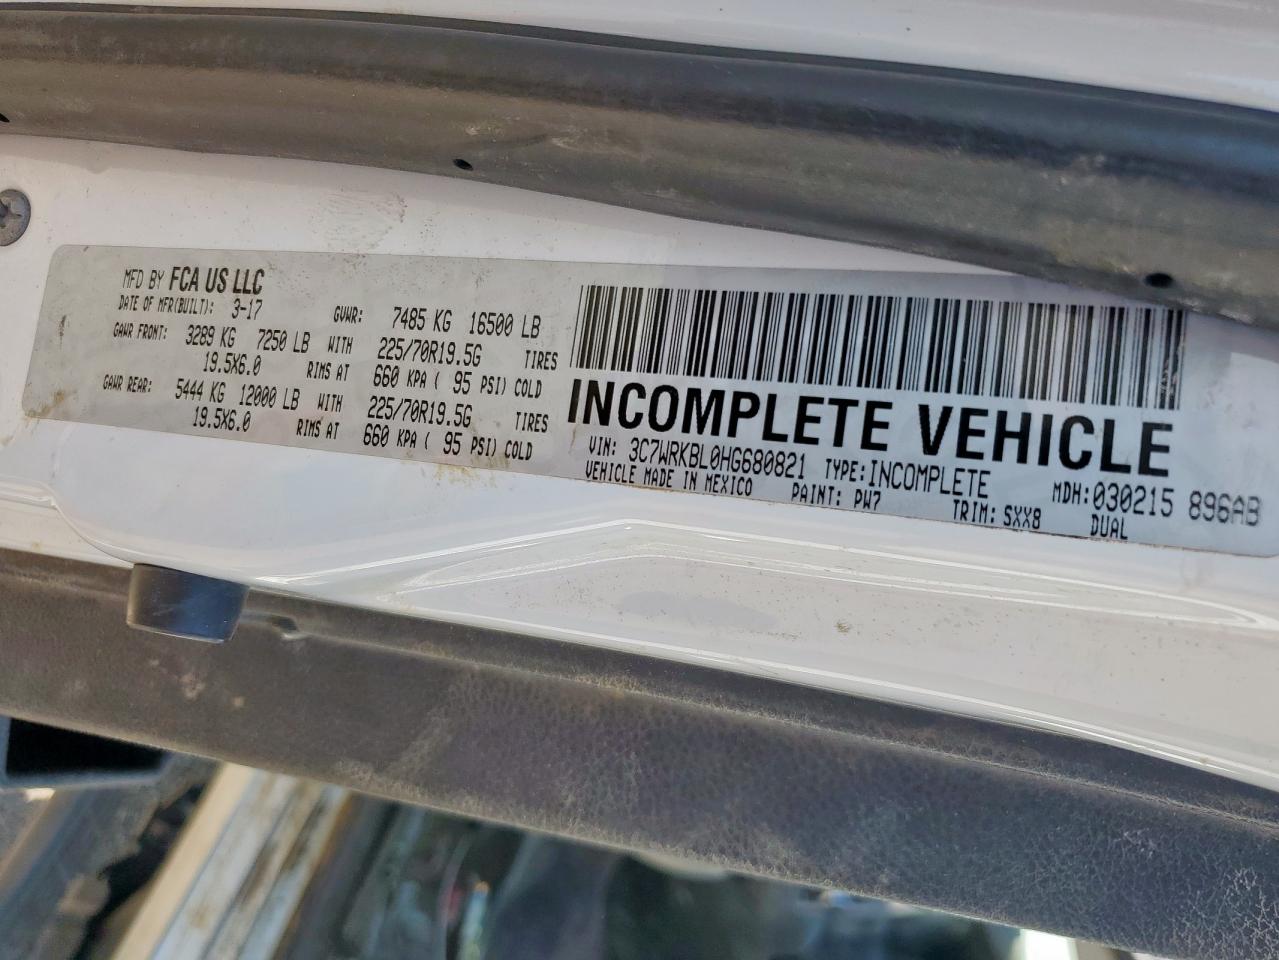 MFD BY FCA US LLC
DATE OF MFR(BUILT): 3-17 GVWR: 7485 KG 16500 LB
GAWR FRONT: 3289 KG 7250 LB WITH 225/70R19.5G TIRES
19.5X6.0 RIMS AT 660 KPA ( 95 PSI) COLD
GAWR REAR: 5444 KG 12000 LB WITH 225/70R19.5G TIRES
19.5X6.0 RIMS AT 660 KPA ( 95 PSI) COLD
INCOMPLETE VEHICLE
VIN: 3C7WRKBL0HG680821 TYPE: INCOMPLETE MDH: 030215 896AB
VEHICLE MADE IN MEXICO PAINT: PW7 TRIM: SXX8 DUAL